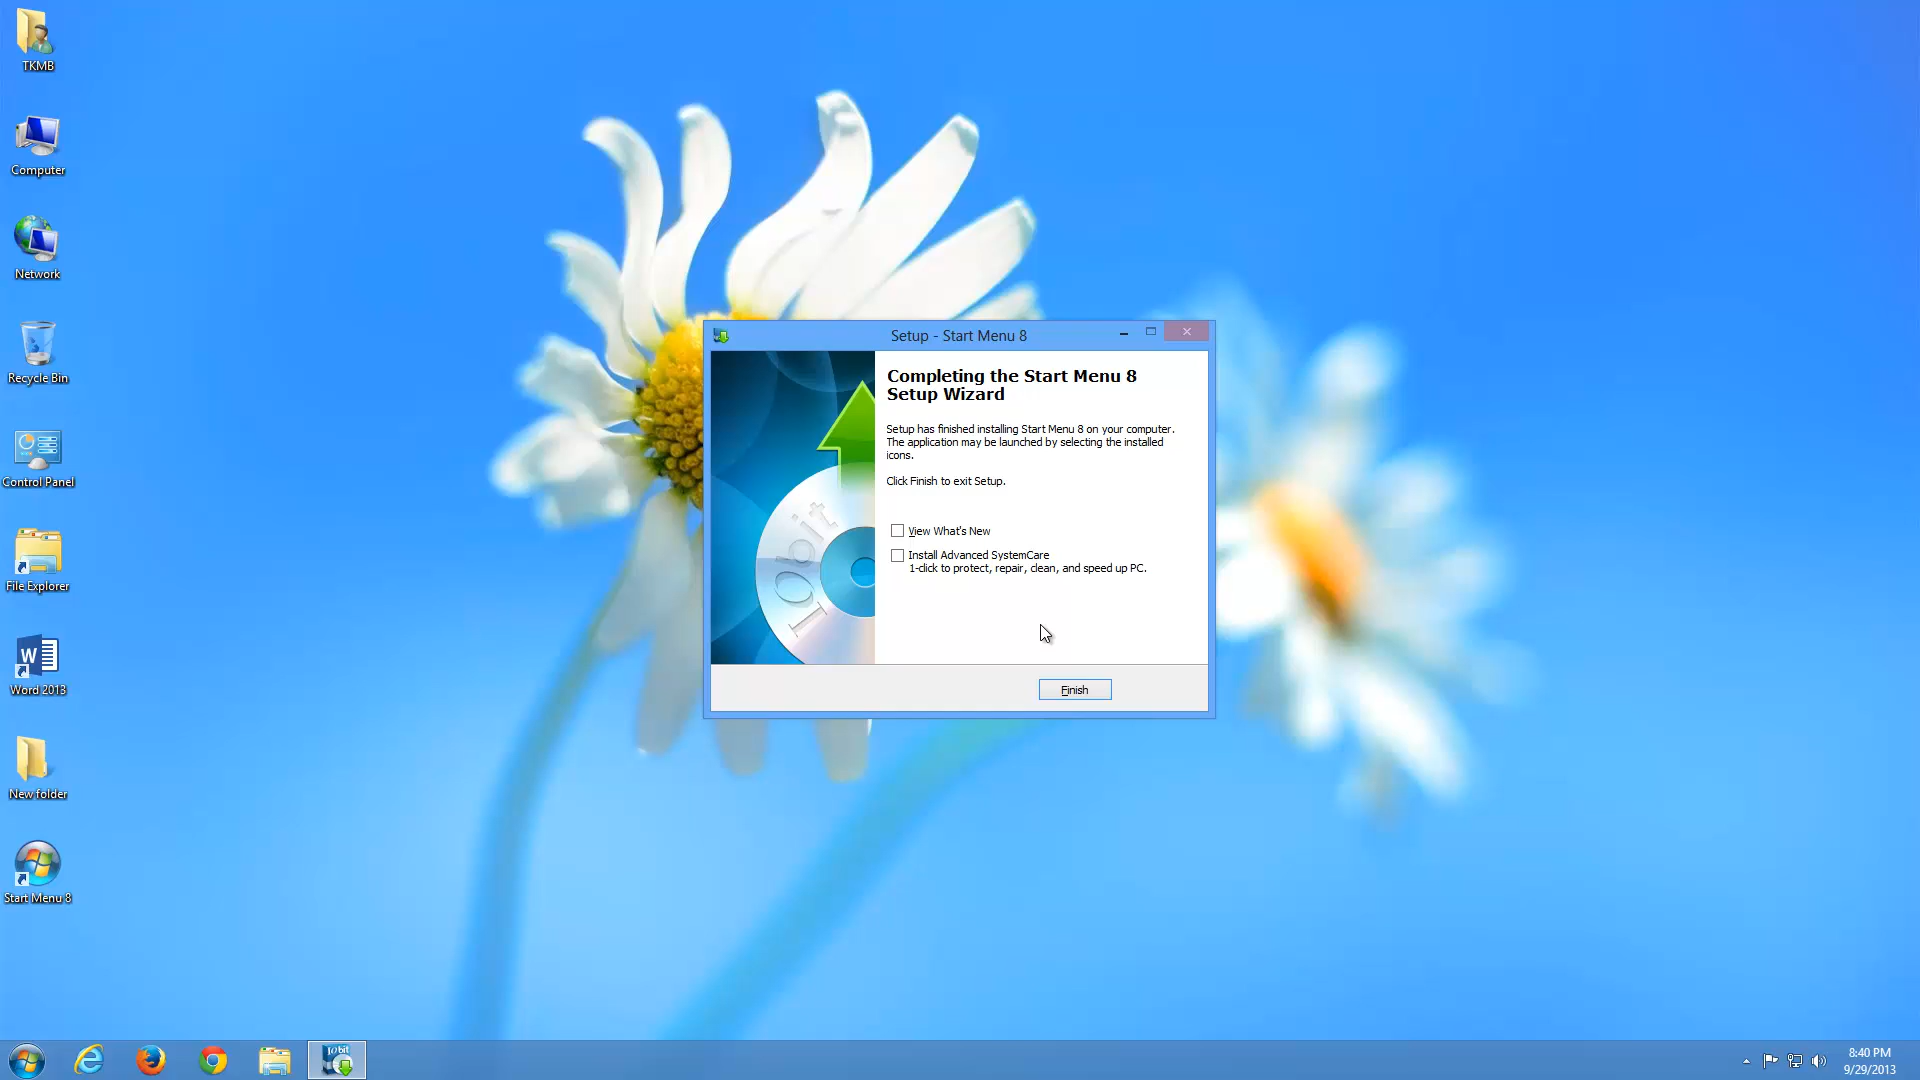 TKMB
Computer
Network
Recycle Bin
Control Panel
File Explorer
Word 2013
New folder
Start Menu 8
Setup - Start Menu 8
Completing the Start Menu 8
Setup Wizard
Setup has finished installing Start Menu 8 on your computer.
The application may be launched by selecting the installed
icons.
Click Finish to exit Setup.
View What's New
Install Advanced SystemCare
1-click to protect, repair, clean, and speed up PC.
IObit
Finish
IObit
8:40 PM
9/29/2013